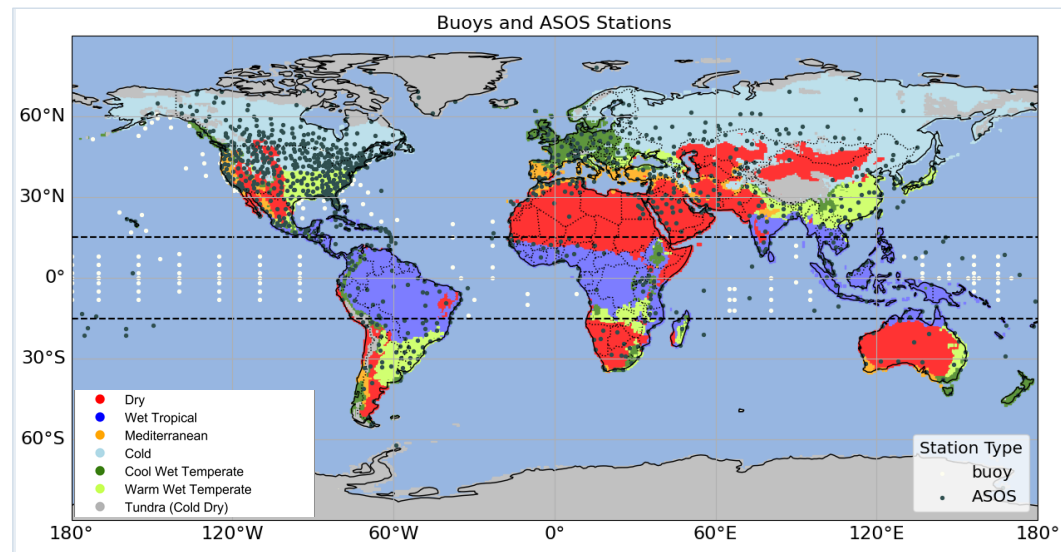 Buoys and ASOS Stations
60°N
30°N
0°
30°S
60°S
Dry
Wet Tropical
Mediterranean
Cold
Cool Wet Temperate
Warm Wet Temperate
Tundra (Cold Dry)
Station Type
buoy
ASOS
180° 120°W 60°W 0° 60°E 120°E 180°